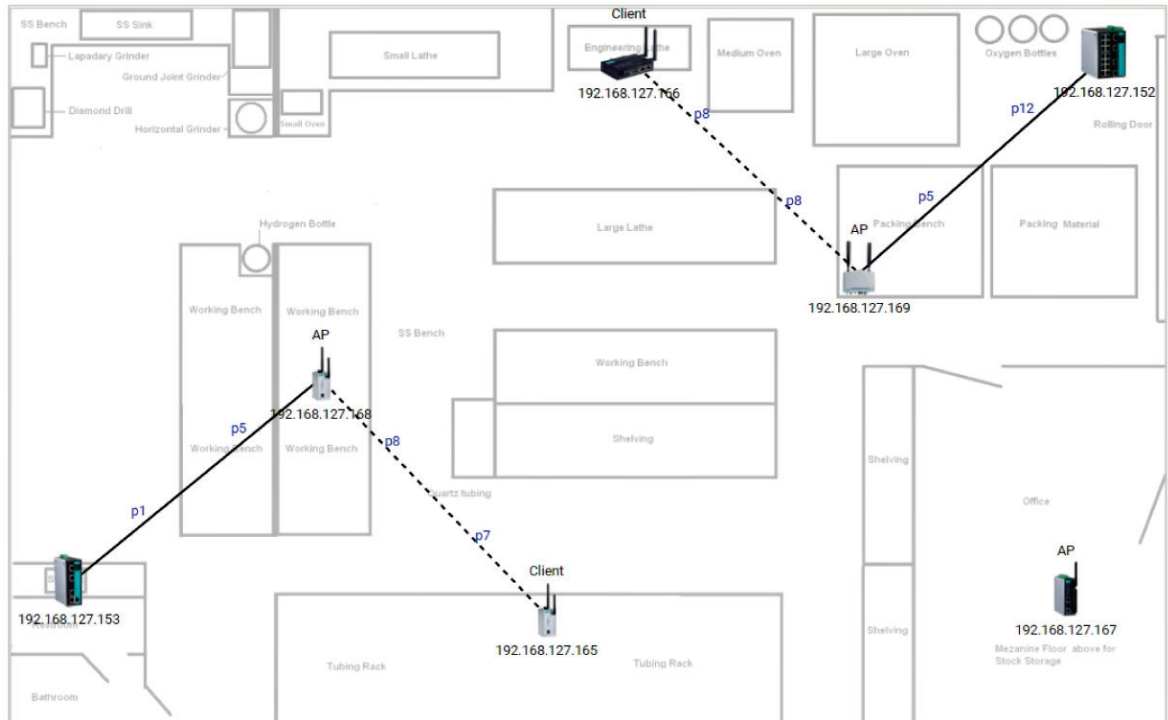 SS Bench
SS Sink
Client
Lapadary Grinder
Small Lathe
Engineering Lathe
Medium Oven
Large Oven
Oxygen Bottles
Ground Joint Grinder
192.168.127.166
192.168.127.152
Diamond Drill
p8
p12
Small Oven
Rolling Door
Horizontal Grinder
p8
p5
Hydrogen Bottle
Large Lathe
AP
Packing Bench
Packing Material
192.168.127.169
Working Bench
Working Bench
AP
SS Bench
Working Bench
192.168.127.168
p5
p8
Working Bench
Working Bench
Shelving
Shelving
Quartz tubing
Office
p1
p7
AP
Client
192.168.127.153
192.168.127.165
192.168.127.167
Shelving
Mezanine Floor above for
Stock Storage
Tubing Rack
Tubing Rack
Bathroom